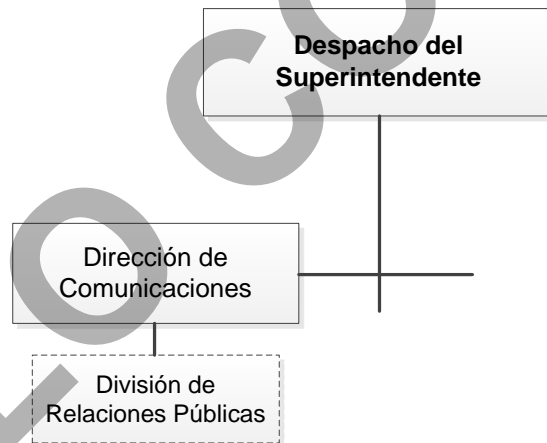 Despacho del
Superintendente
Dirección de
Comunicaciones
División de
Relaciones Públicas